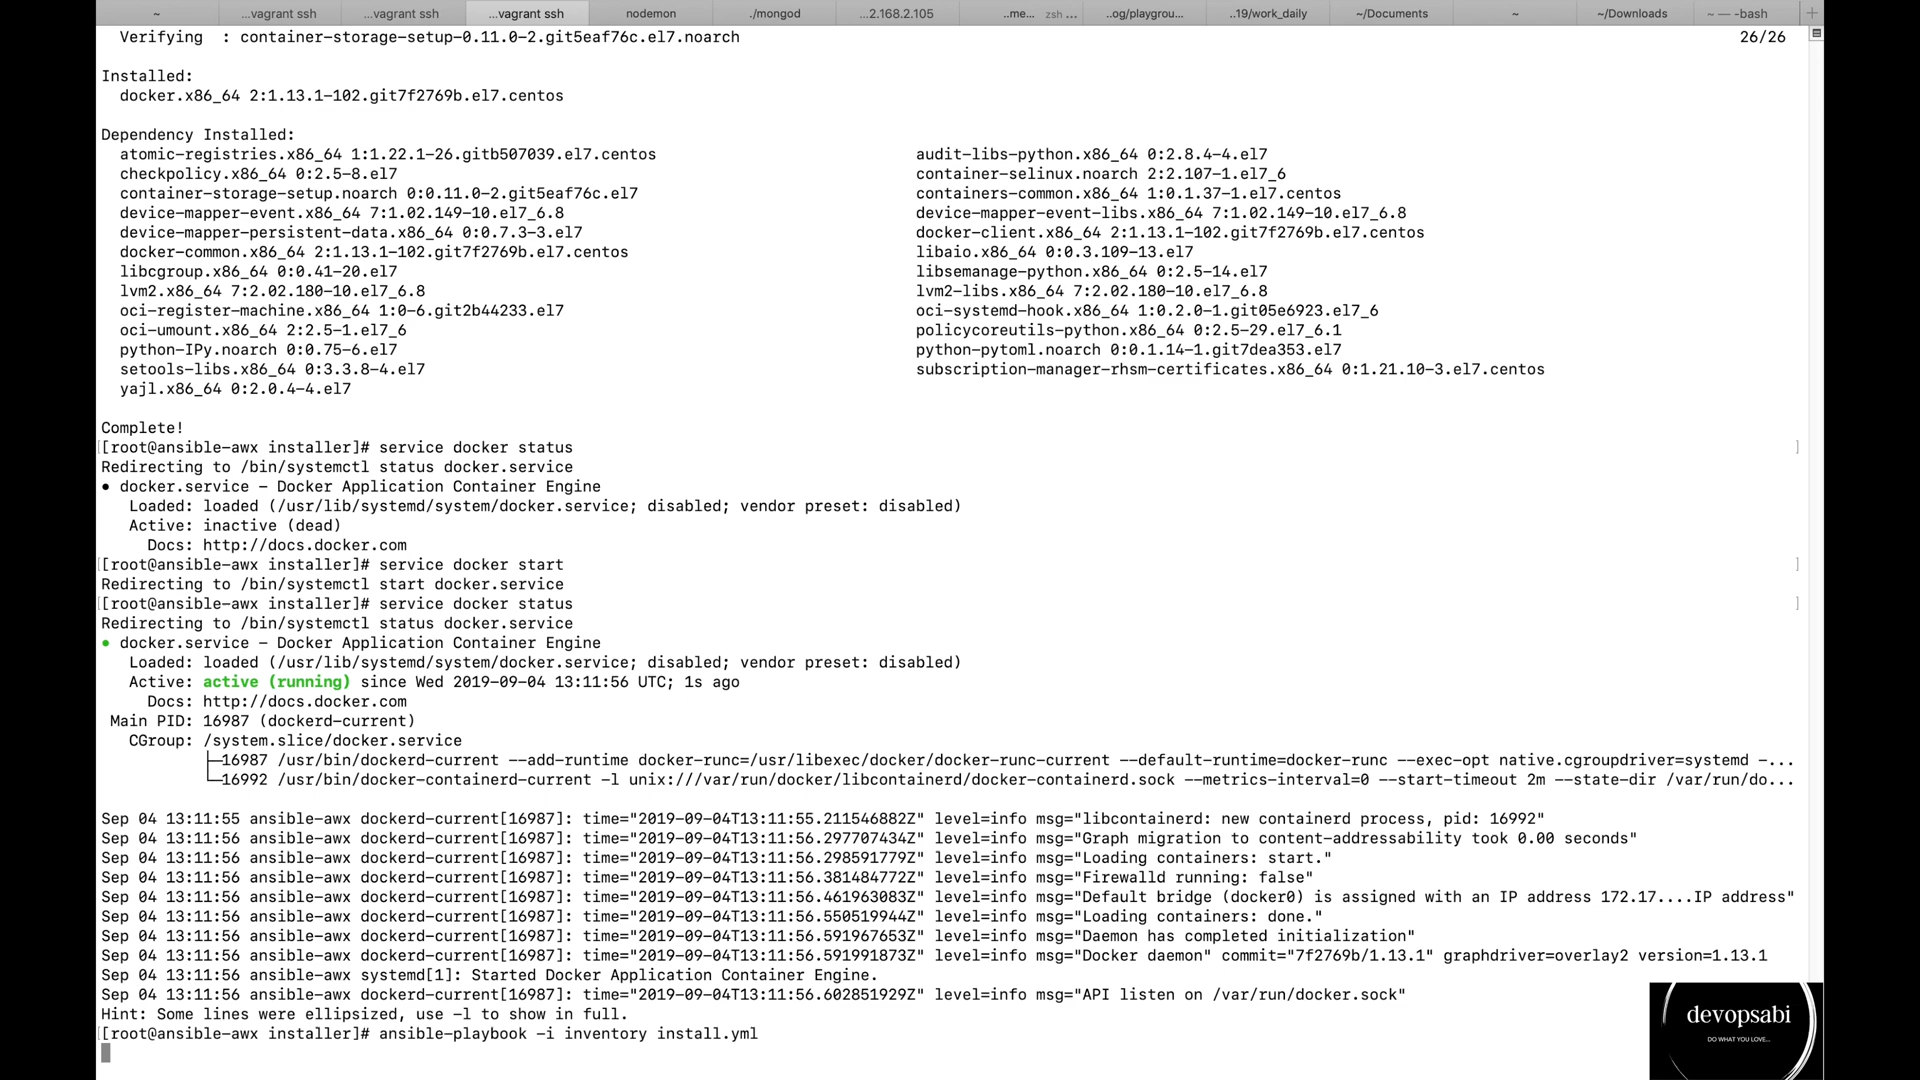 ~ ...vagrant ssh ...vagrant ssh ...vagrant ssh nodemon ./mongod ...2.168.2.105 ..me... zsh ... ..og/playgrou... ..19/work_daily ~/Documents ~ ~/Downloads ~ — -bash +
Verifying  : container-storage-setup-0.11.0-2.git5eaf76c.el7.noarch 26/26
Installed:
docker.x86_64 2:1.13.1-102.git7f2769b.el7.centos
Dependency Installed:
atomic-registries.x86_64 1:1.22.1-26.gitb507039.el7.centos audit-libs-python.x86_64 0:2.8.4-4.el7
checkpolicy.x86_64 0:2.5-8.el7 container-selinux.noarch 2:2.107-1.el7_6
container-storage-setup.noarch 0:0.11.0-2.git5eaf76c.el7 containers-common.x86_64 1:0.1.37-1.el7.centos
device-mapper-event.x86_64 7:1.02.149-10.el7_6.8 device-mapper-event-libs.x86_64 7:1.02.149-10.el7_6.8
device-mapper-persistent-data.x86_64 0:0.7.3-3.el7 docker-client.x86_64 2:1.13.1-102.git7f2769b.el7.centos
docker-common.x86_64 2:1.13.1-102.git7f2769b.el7.centos libaio.x86_64 0:0.3.109-13.el7
libcgroup.x86_64 0:0.41-20.el7 libsemanage-python.x86_64 0:2.5-14.el7
lvm2.x86_64 7:2.02.180-10.el7_6.8 lvm2-libs.x86_64 7:2.02.180-10.el7_6.8
oci-register-machine.x86_64 1:0-6.git2b44233.el7 oci-systemd-hook.x86_64 1:0.2.0-1.git05e6923.el7_6
oci-umount.x86_64 2:2.5-1.el7_6 policycoreutils-python.x86_64 0:2.5-29.el7_6.1
python-IPy.noarch 0:0.75-6.el7 python-pytoml.noarch 0:0.1.14-1.git7dea353.el7
setools-libs.x86_64 0:3.3.8-4.el7 subscription-manager-rhsm-certificates.x86_64 0:1.21.10-3.el7.centos
yajl.x86_64 0:2.0.4-4.el7
Complete!
[[root@ansible-awx installer]# service docker status ]
Redirecting to /bin/systemctl status docker.service
● docker.service - Docker Application Container Engine
Loaded: loaded (/usr/lib/systemd/system/docker.service; disabled; vendor preset: disabled)
Active: inactive (dead)
Docs: http://docs.docker.com
[[root@ansible-awx installer]# service docker start ]
Redirecting to /bin/systemctl start docker.service
[[root@ansible-awx installer]# service docker status ]
Redirecting to /bin/systemctl status docker.service
● docker.service - Docker Application Container Engine
Loaded: loaded (/usr/lib/systemd/system/docker.service; disabled; vendor preset: disabled)
Active: active (running) since Wed 2019-09-04 13:11:56 UTC; 1s ago
Docs: http://docs.docker.com
Main PID: 16987 (dockerd-current)
CGroup: /system.slice/docker.service
├─16987 /usr/bin/dockerd-current --add-runtime docker-runc=/usr/libexec/docker/docker-runc-current --default-runtime=docker-runc --exec-opt native.cgroupdriver=systemd -...
└─16992 /usr/bin/docker-containerd-current -l unix:///var/run/docker/libcontainerd/docker-containerd.sock --metrics-interval=0 --start-timeout 2m --state-dir /var/run/do...
Sep 04 13:11:55 ansible-awx dockerd-current[16987]: time="2019-09-04T13:11:55.211546882Z" level=info msg="libcontainerd: new containerd process, pid: 16992"
Sep 04 13:11:56 ansible-awx dockerd-current[16987]: time="2019-09-04T13:11:56.297707434Z" level=info msg="Graph migration to content-addressability took 0.00 seconds"
Sep 04 13:11:56 ansible-awx dockerd-current[16987]: time="2019-09-04T13:11:56.298591779Z" level=info msg="Loading containers: start."
Sep 04 13:11:56 ansible-awx dockerd-current[16987]: time="2019-09-04T13:11:56.381484772Z" level=info msg="Firewalld running: false"
Sep 04 13:11:56 ansible-awx dockerd-current[16987]: time="2019-09-04T13:11:56.461963083Z" level=info msg="Default bridge (docker0) is assigned with an IP address 172.17....IP address"
Sep 04 13:11:56 ansible-awx dockerd-current[16987]: time="2019-09-04T13:11:56.550519944Z" level=info msg="Loading containers: done."
Sep 04 13:11:56 ansible-awx dockerd-current[16987]: time="2019-09-04T13:11:56.591967653Z" level=info msg="Daemon has completed initialization"
Sep 04 13:11:56 ansible-awx dockerd-current[16987]: time="2019-09-04T13:11:56.591991873Z" level=info msg="Docker daemon" commit="7f2769b/1.13.1" graphdriver=overlay2 version=1.13.1
Sep 04 13:11:56 ansible-awx systemd[1]: Started Docker Application Container Engine.
Sep 04 13:11:56 ansible-awx dockerd-current[16987]: time="2019-09-04T13:11:56.602851929Z" level=info msg="API listen on /var/run/docker.sock"
Hint: Some lines were ellipsized, use -l to show in full.
[[root@ansible-awx installer]# ansible-playbook -i inventory install.yml
devopsabi
DO WHAT YOU LOVE...